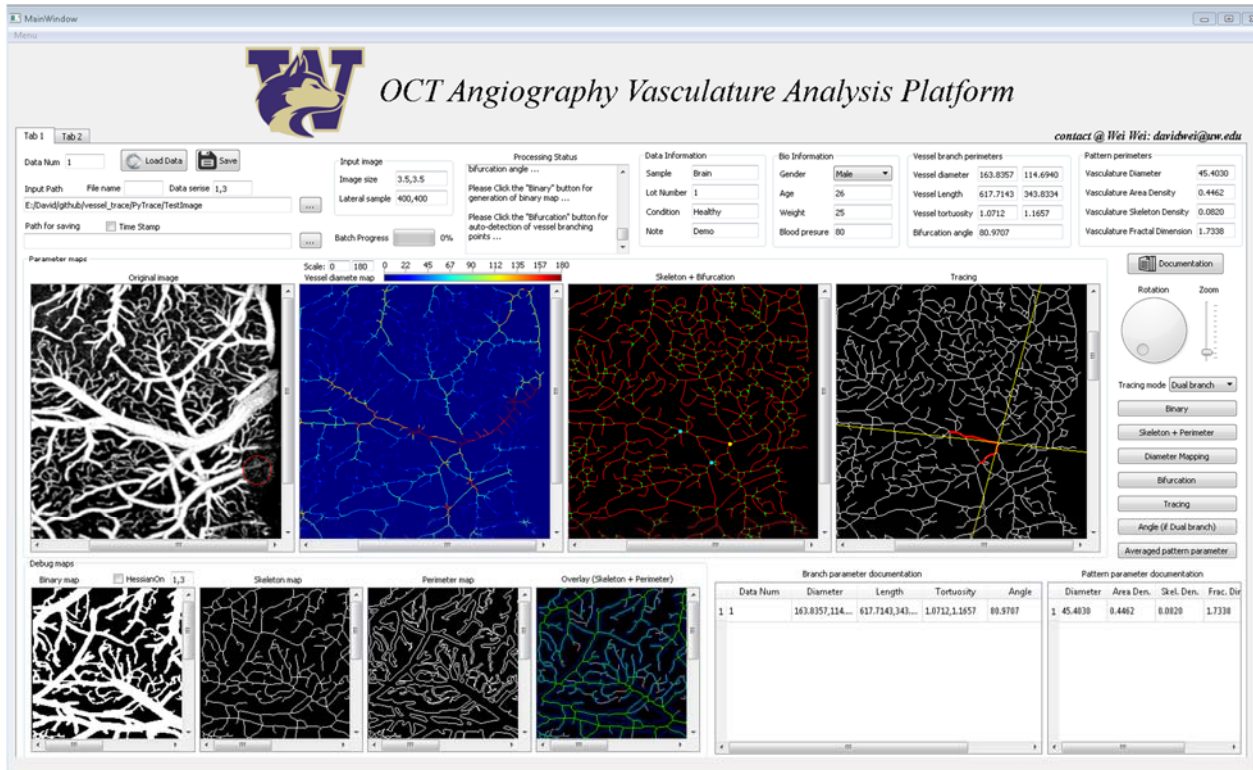 MainWindow
Menu
W
OCT Angiography Vasculature Analysis Platform
contact @ Wei Wei: davidwei@uw.edu
Tab 1 Tab 2
Data Num 1 Load Data Save
Input Path File name Data serise 1,3
E:/David/github/vessel_trace/PyTrace/TestImage ...
Path for saving Time Stamp
...
Input image
Image size 3.5,3.5
Lateral sample 400,400
Batch Progress 0%
Processing Status
bifurcation angle ...
Please Click the "Binary" button for
generation of binary map ...
Please Click the "Bifurcation" button for
auto-detection of vessel branching
points ...
Data Information
Sample Brain
Lot Number 1
Condition Healthy
Note Demo
Bio Information
Gender Male
Age 26
Weight 25
Blood presure 80
Vessel branch perimeters
Vessel diameter 163.8357 114.6940
Vessel Length 617.7143 343.8334
Vessel tortuosity 1.0712 1.1657
Bifurcation angle 80.9707
Pattern perimeters
Vasculature Diameter 45.4030
Vasculature Area Density 0.4462
Vasculature Skeleton Density 0.0820
Vasculature Fractal Dimension 1.7338
Parameter maps
Original image
Scale: 0 180 0 22 45 67 90 112 135 157 180
Vessel diamete map
Skeleton + Bifurcation
Tracing
Documentation
Rotation Zoom
Tracing mode Dual branch
Binary
Skeleton + Perimeter
Diameter Mapping
Bifurcation
Tracing
Angle (if Dual branch)
Averaged pattern parameter
Debug maps
Binary map HessianOn 1,3
Skeleton map
Perimeter map
Overlay (Skeleton + Perimeter)
Branch parameter documentation
Data Num Diameter Length Tortuosity Angle
1 1 163.8357,114.... 617.7143,343.... 1.0712,1.1657 80.9707
Pattern parameter documentation
Diameter Area Den. Skel. Den. Frac. Dir
1 45.4030 0.4462 0.0820 1.7338